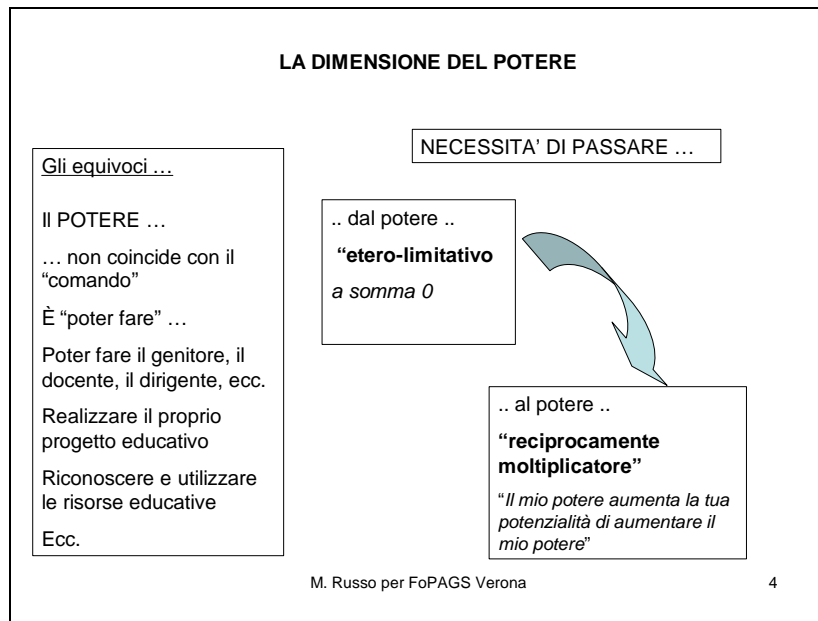 LA DIMENSIONE DEL POTERE
Gli equivoci …
Il POTERE …
… non coincide con il
“comando”
È “poter fare” …
Poter fare il genitore, il
docente, il dirigente, ecc.
Realizzare il proprio
progetto educativo
Riconoscere e utilizzare
le risorse educative
Ecc.
NECESSITA’ DI PASSARE …
.. dal potere ..
“etero-limitativo
a somma 0
.. al potere ..
“reciprocamente
moltiplicatore”
“Il mio potere aumenta la tua
potenzialità di aumentare il
mio potere”
M. Russo per FoPAGS Verona
4